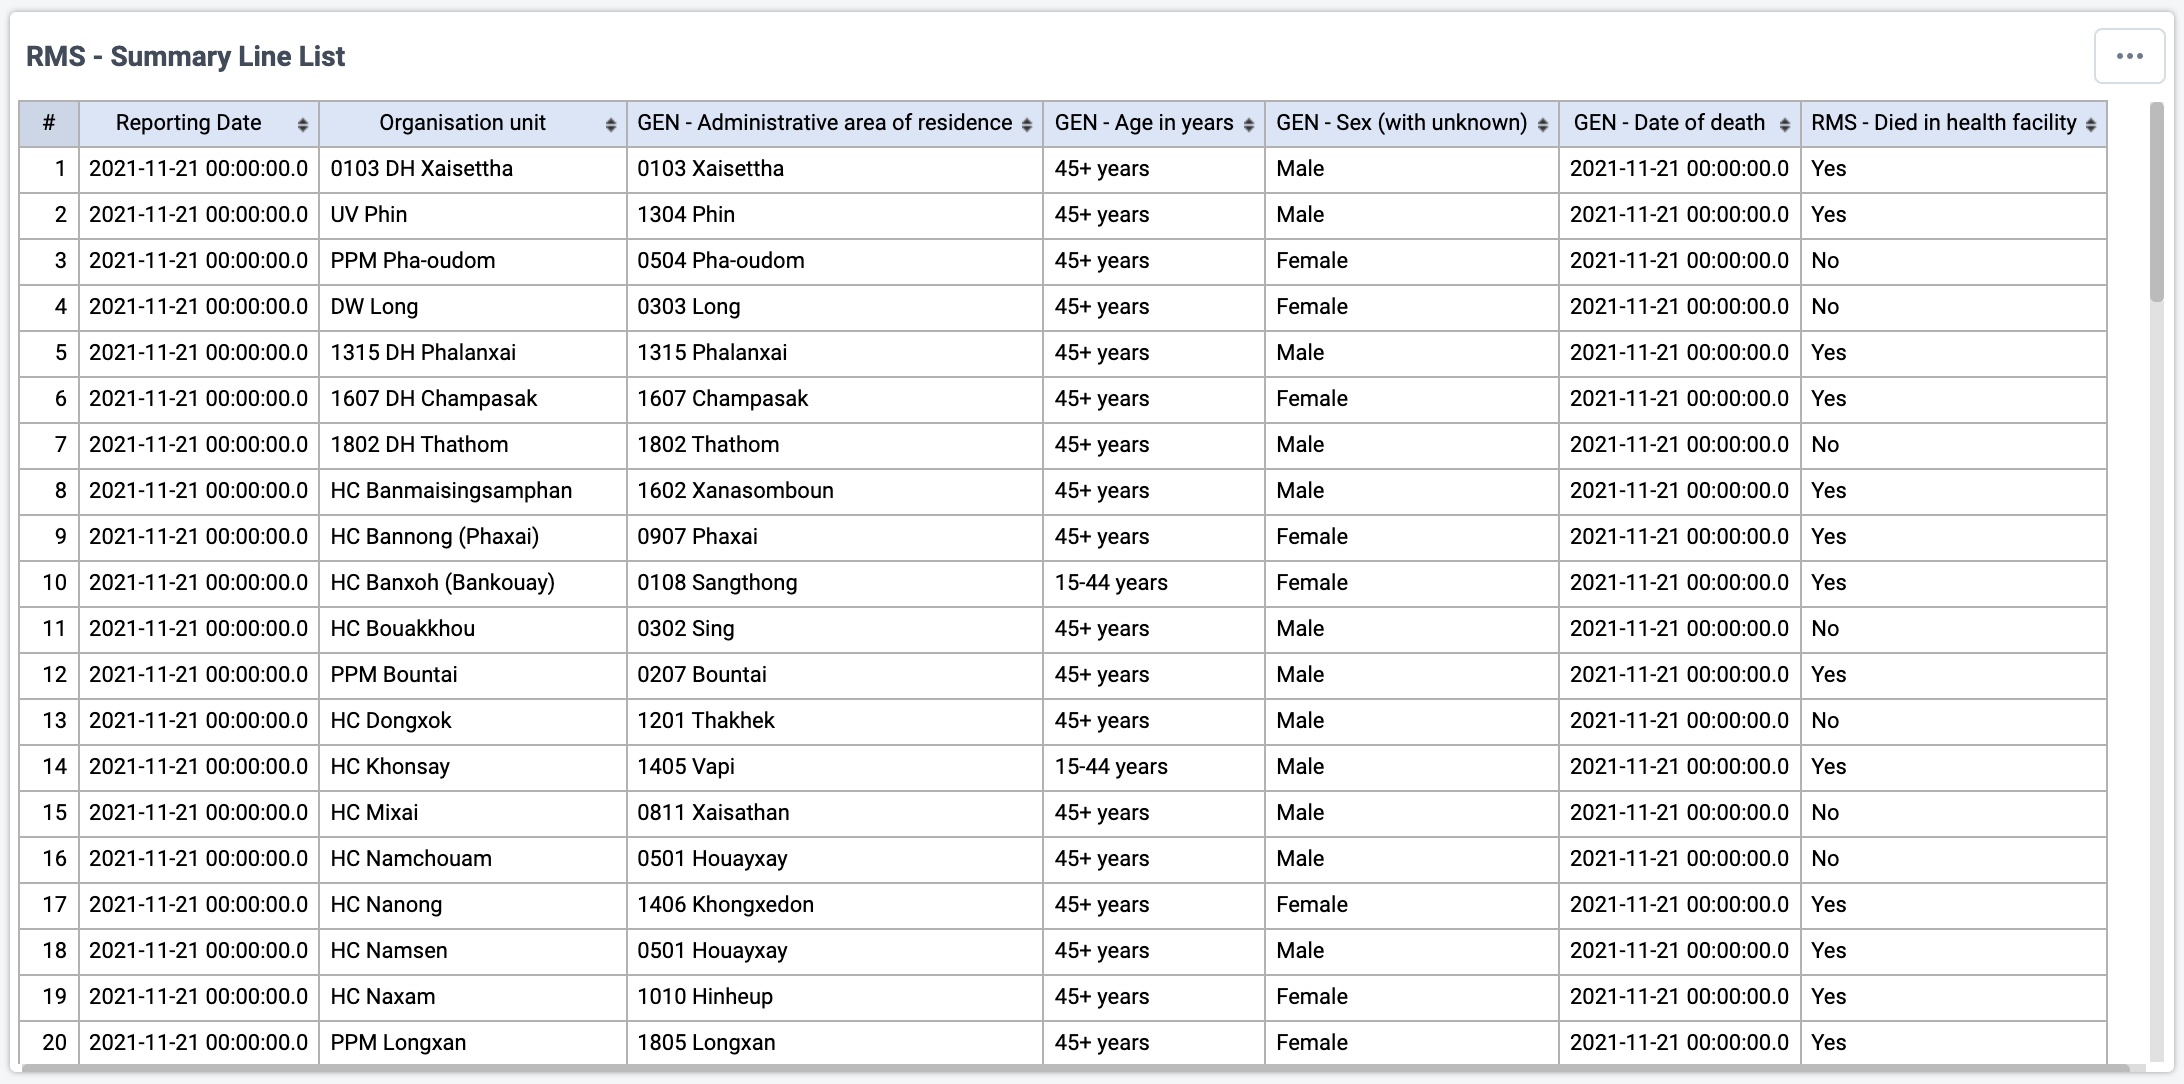 RMS - Summary Line List
# Reporting Date Organisation unit GEN - Administrative area of residence GEN - Age in years GEN - Sex (with unknown) GEN - Date of death RMS - Died in health facility
1 2021-11-21 00:00:00.0 0103 DH Xaisettha 0103 Xaisettha 45+ years Male 2021-11-21 00:00:00.0 Yes
2 2021-11-21 00:00:00.0 UV Phin 1304 Phin 45+ years Male 2021-11-21 00:00:00.0 Yes
3 2021-11-21 00:00:00.0 PPM Pha-oudom 0504 Pha-oudom 45+ years Female 2021-11-21 00:00:00.0 No
4 2021-11-21 00:00:00.0 DW Long 0303 Long 45+ years Female 2021-11-21 00:00:00.0 No
5 2021-11-21 00:00:00.0 1315 DH Phalanxai 1315 Phalanxai 45+ years Male 2021-11-21 00:00:00.0 Yes
6 2021-11-21 00:00:00.0 1607 DH Champasak 1607 Champasak 45+ years Female 2021-11-21 00:00:00.0 Yes
7 2021-11-21 00:00:00.0 1802 DH Thathom 1802 Thathom 45+ years Male 2021-11-21 00:00:00.0 No
8 2021-11-21 00:00:00.0 HC Banmaisingsamphan 1602 Xanasomboun 45+ years Male 2021-11-21 00:00:00.0 Yes
9 2021-11-21 00:00:00.0 HC Bannong (Phaxai) 0907 Phaxai 45+ years Female 2021-11-21 00:00:00.0 Yes
10 2021-11-21 00:00:00.0 HC Banxoh (Bankouay) 0108 Sangthong 15-44 years Female 2021-11-21 00:00:00.0 Yes
11 2021-11-21 00:00:00.0 HC Bouakkhou 0302 Sing 45+ years Male 2021-11-21 00:00:00.0 No
12 2021-11-21 00:00:00.0 PPM Bountai 0207 Bountai 45+ years Male 2021-11-21 00:00:00.0 Yes
13 2021-11-21 00:00:00.0 HC Dongxok 1201 Thakhek 45+ years Male 2021-11-21 00:00:00.0 No
14 2021-11-21 00:00:00.0 HC Khonsay 1405 Vapi 15-44 years Male 2021-11-21 00:00:00.0 Yes
15 2021-11-21 00:00:00.0 HC Mixai 0811 Xaisathan 45+ years Male 2021-11-21 00:00:00.0 No
16 2021-11-21 00:00:00.0 HC Namchouam 0501 Houayxay 45+ years Male 2021-11-21 00:00:00.0 No
17 2021-11-21 00:00:00.0 HC Nanong 1406 Khongxedon 45+ years Female 2021-11-21 00:00:00.0 Yes
18 2021-11-21 00:00:00.0 HC Namsen 0501 Houayxay 45+ years Male 2021-11-21 00:00:00.0 Yes
19 2021-11-21 00:00:00.0 HC Naxam 1010 Hinheup 45+ years Female 2021-11-21 00:00:00.0 Yes
20 2021-11-21 00:00:00.0 PPM Longxan 1805 Longxan 45+ years Female 2021-11-21 00:00:00.0 Yes